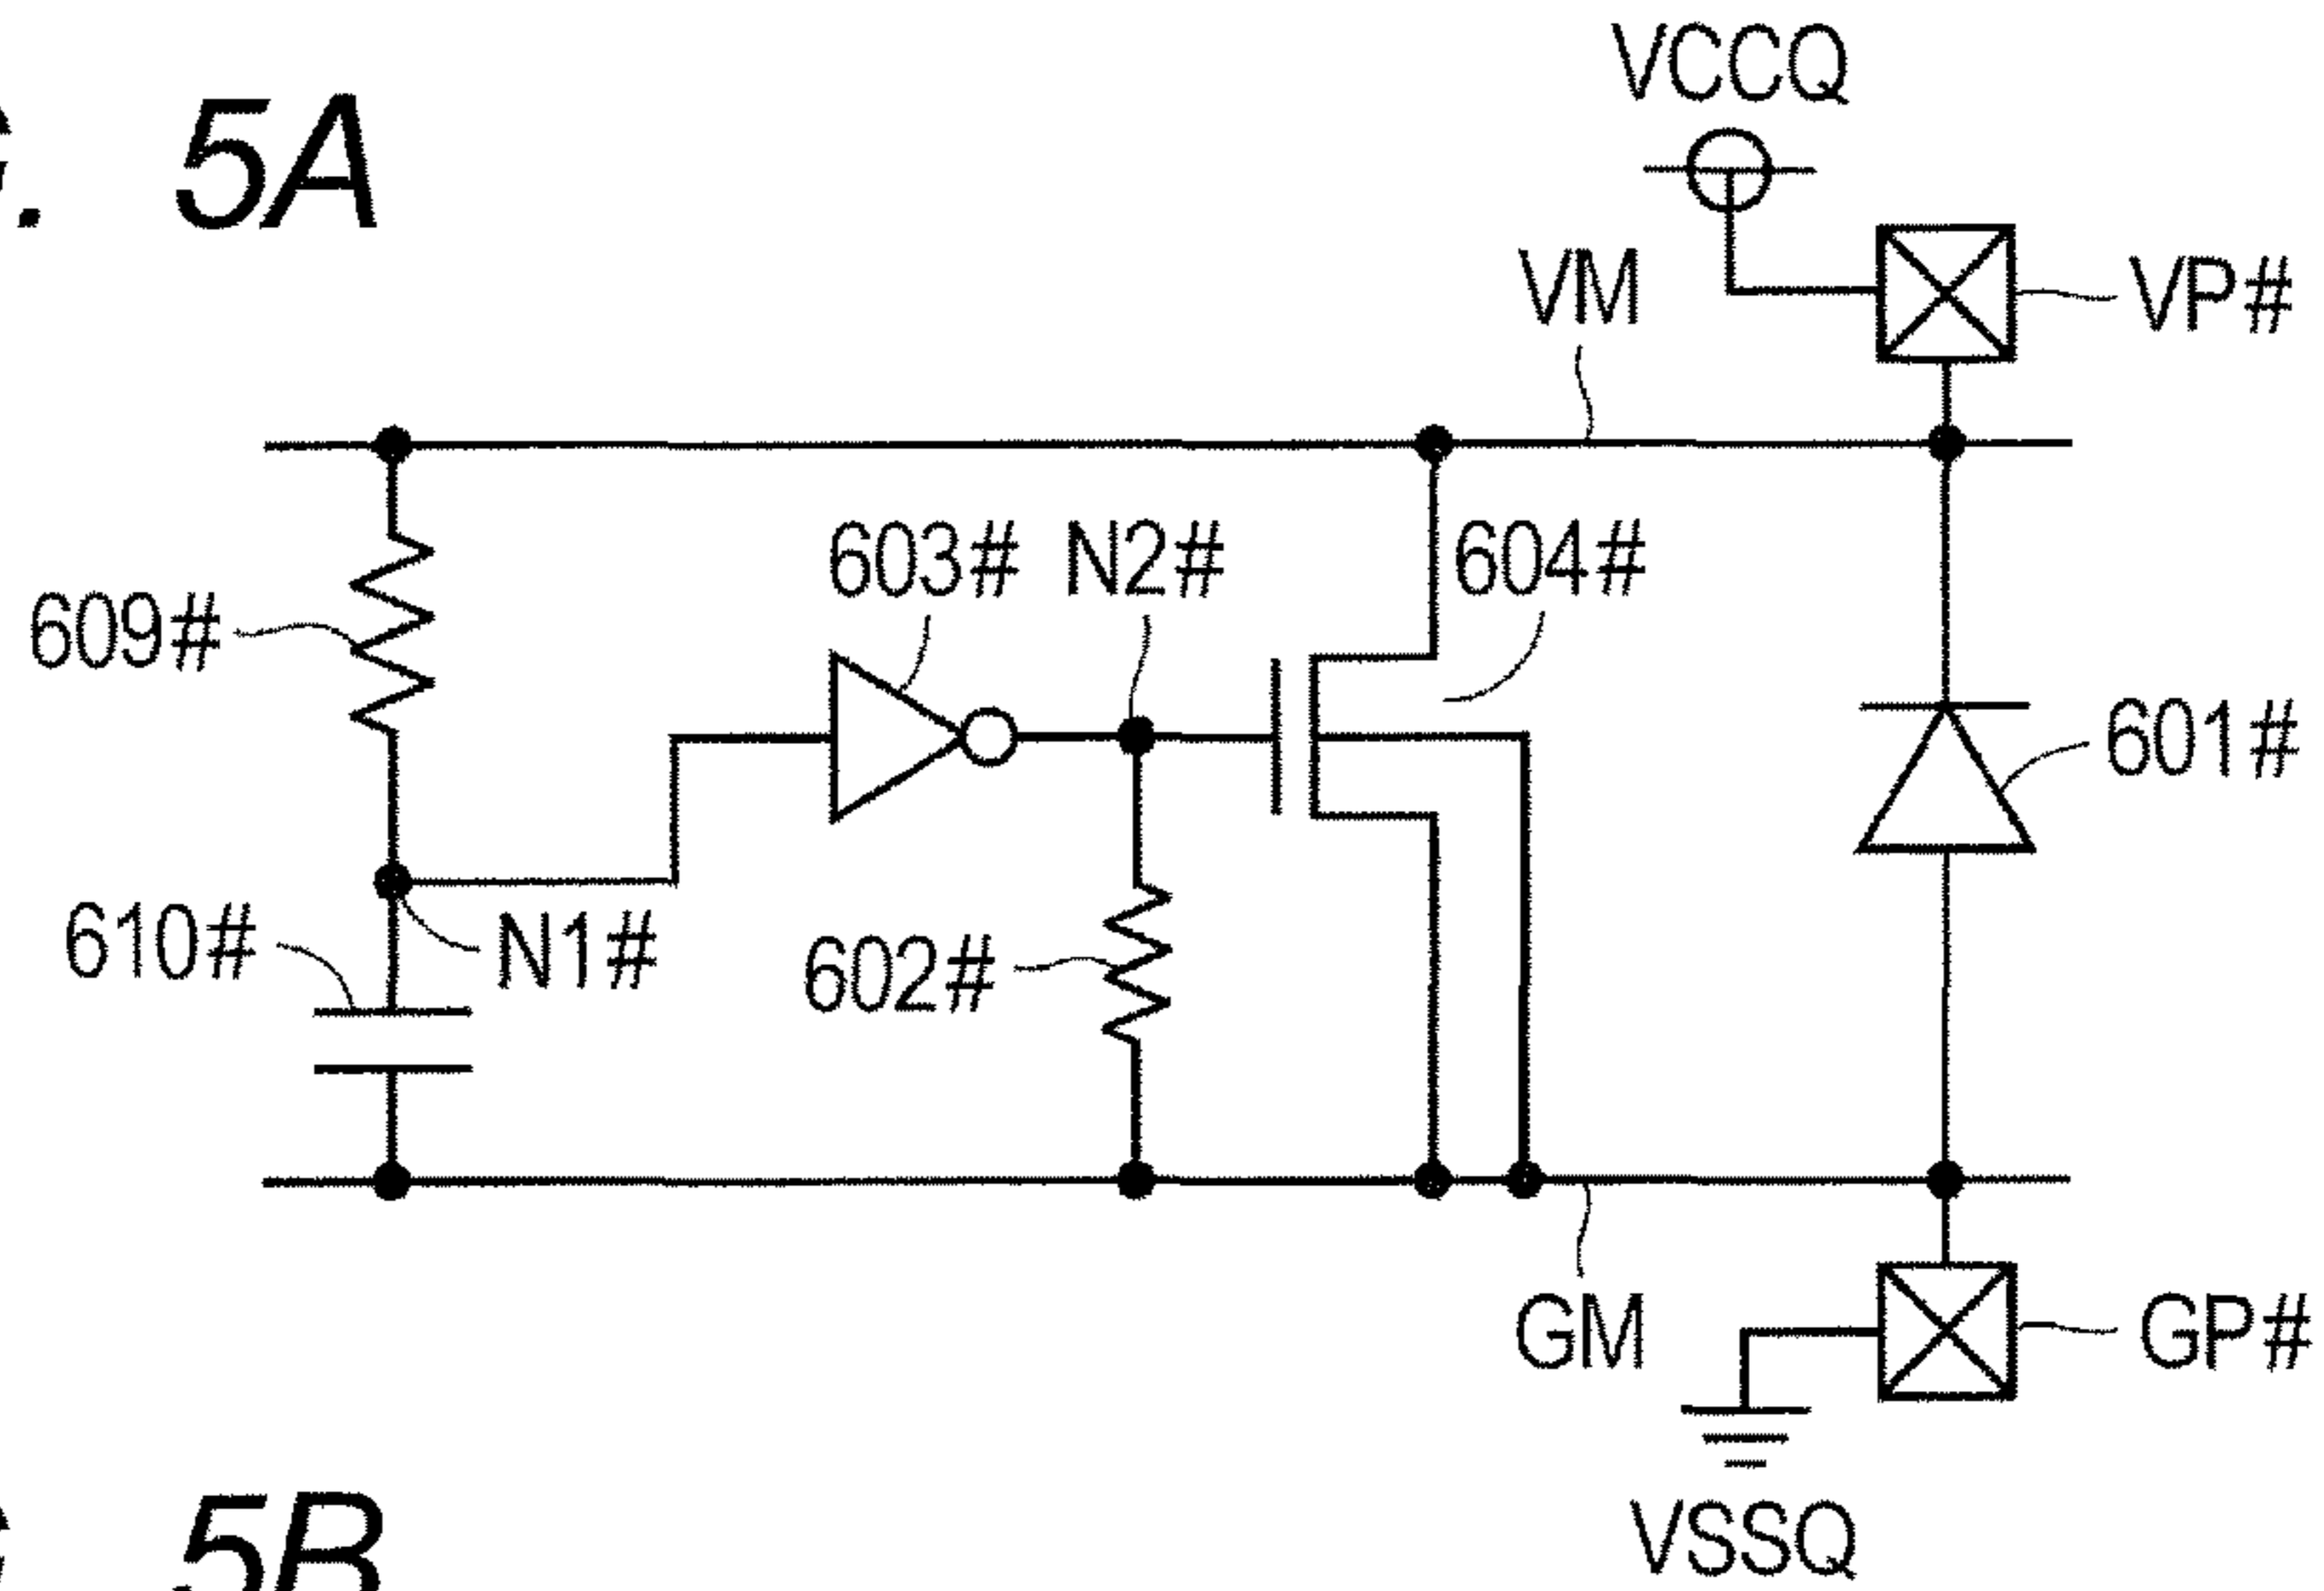 . 5A
VCCQ
VM
VP#
603#
N2#
604#
609#
601#
610#
N1#
602#
GM
GP#
VSSQ
5B